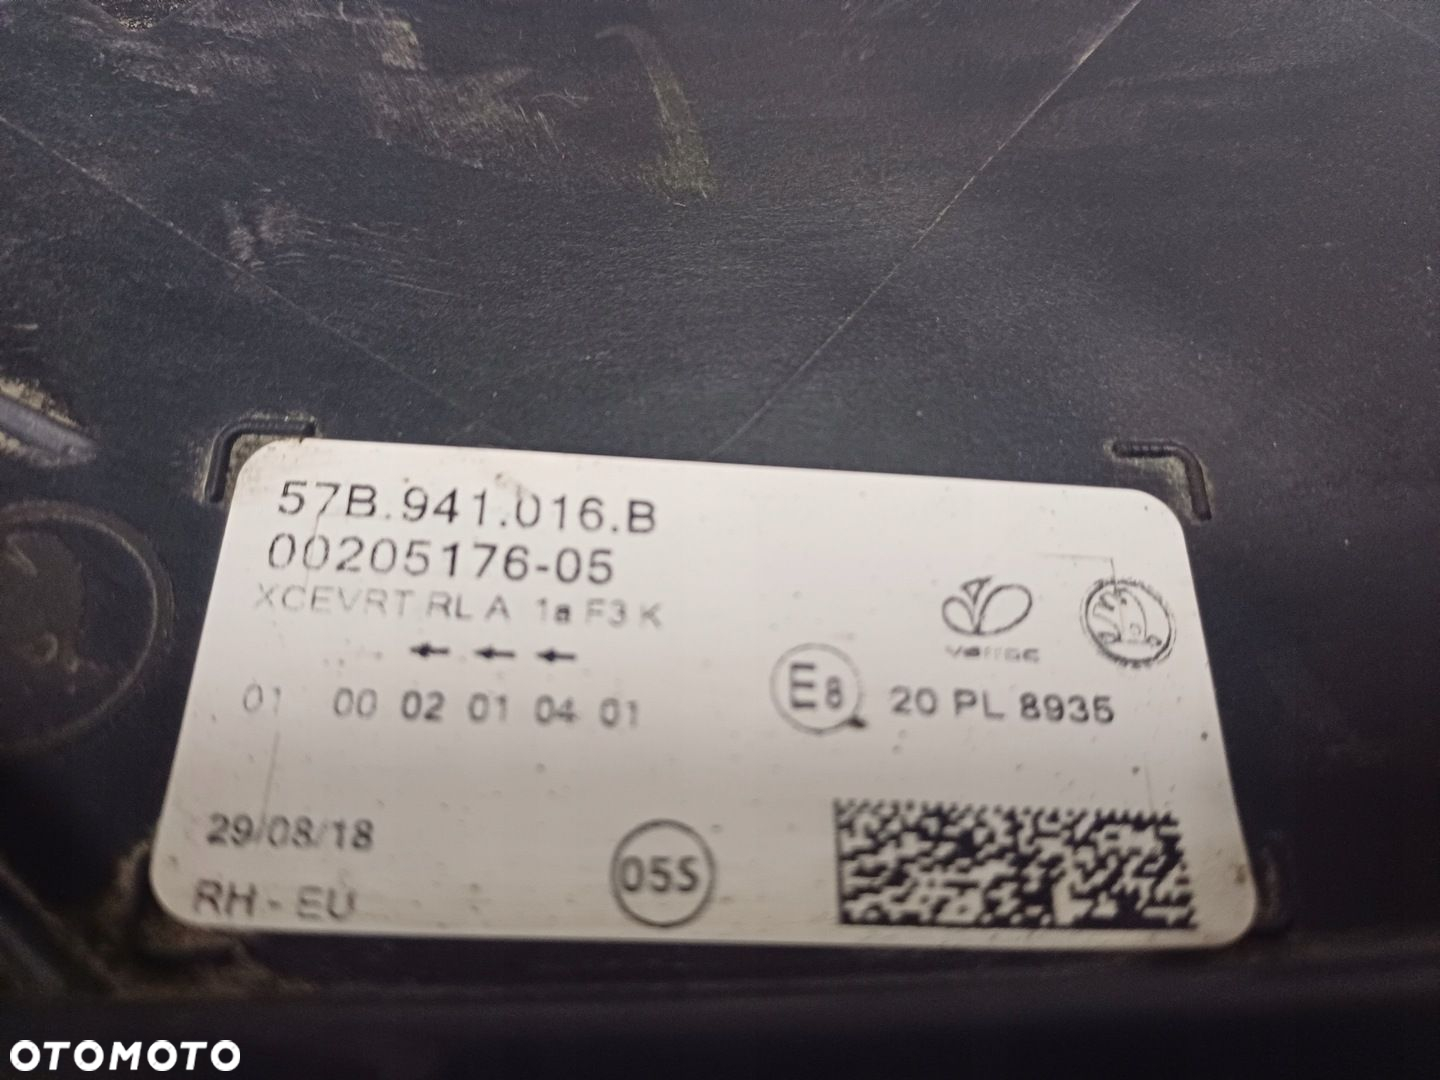 57B.941.016.B
00205176-05
XCEVRT RL A 1a F3 K
← ← ←
01 00 02 01 04 01
E8 20 PL 8935
29/08/18
RH - EU
05S
OTOMOTO